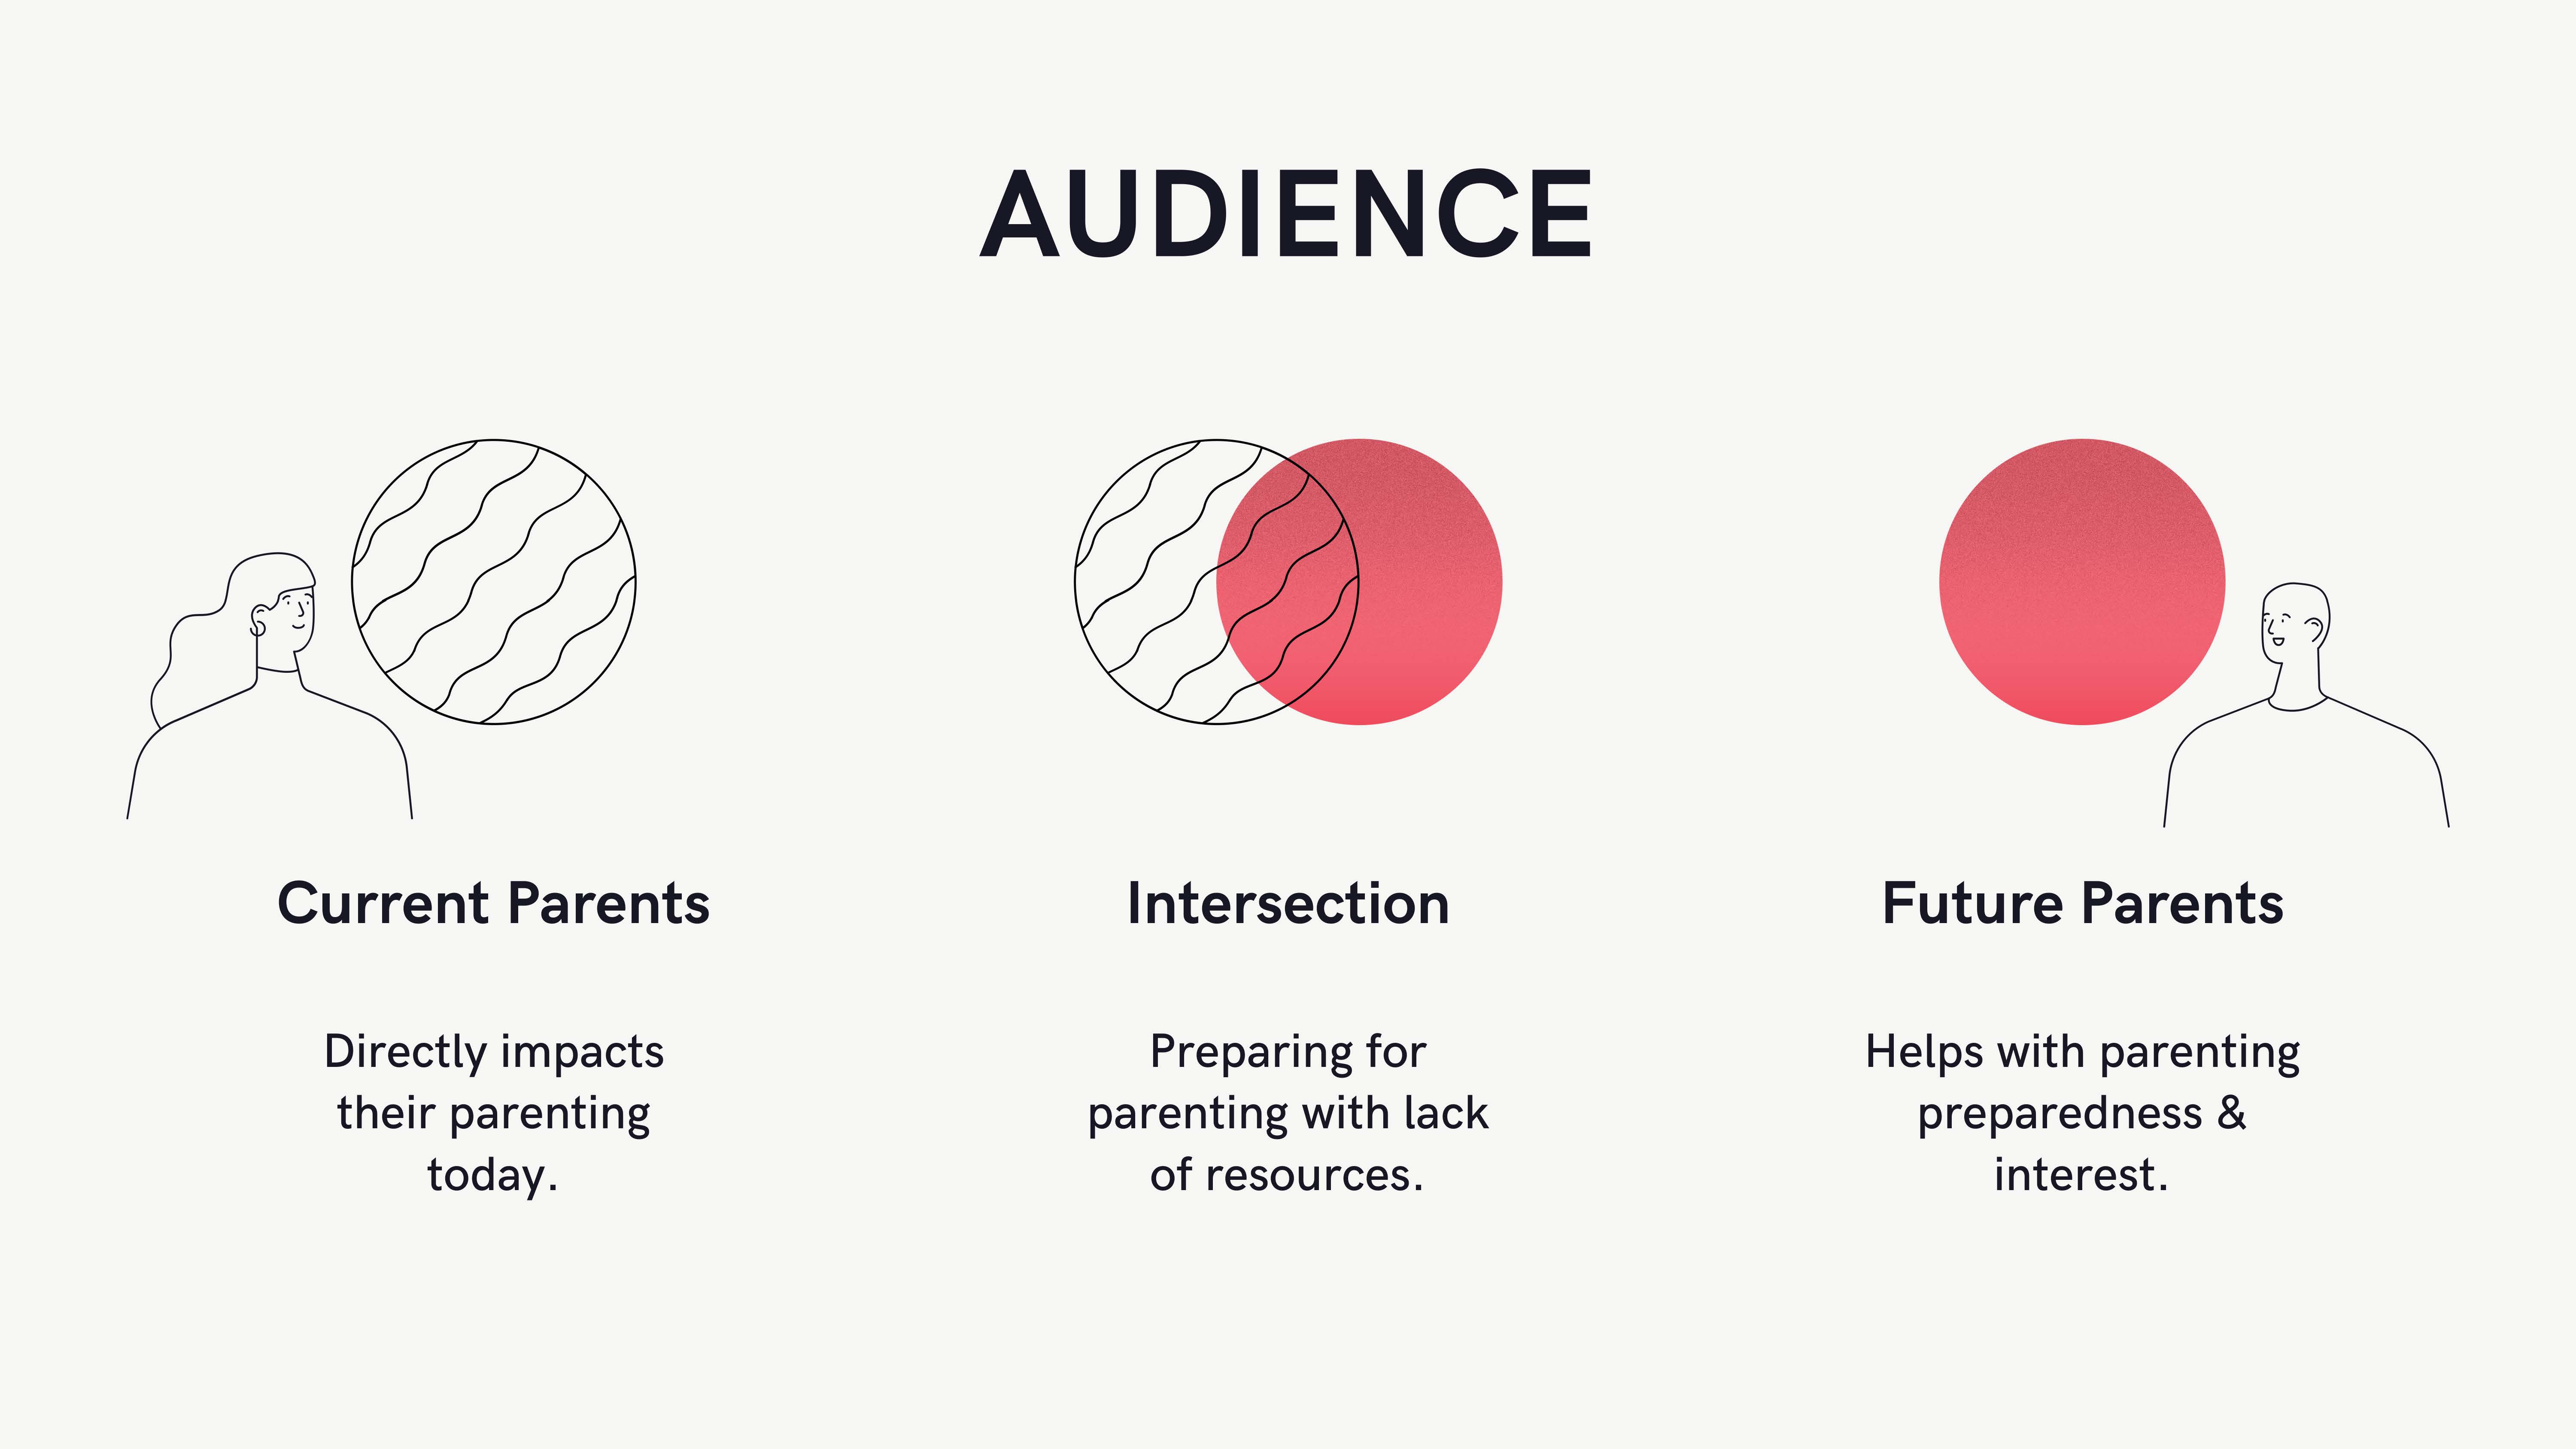 AUDIENCE
Current Parents
Directly impacts
their parenting
today.
Intersection
Preparing for
parenting with lack
of resources.
Future Parents
Helps with parenting
preparedness &
interest.